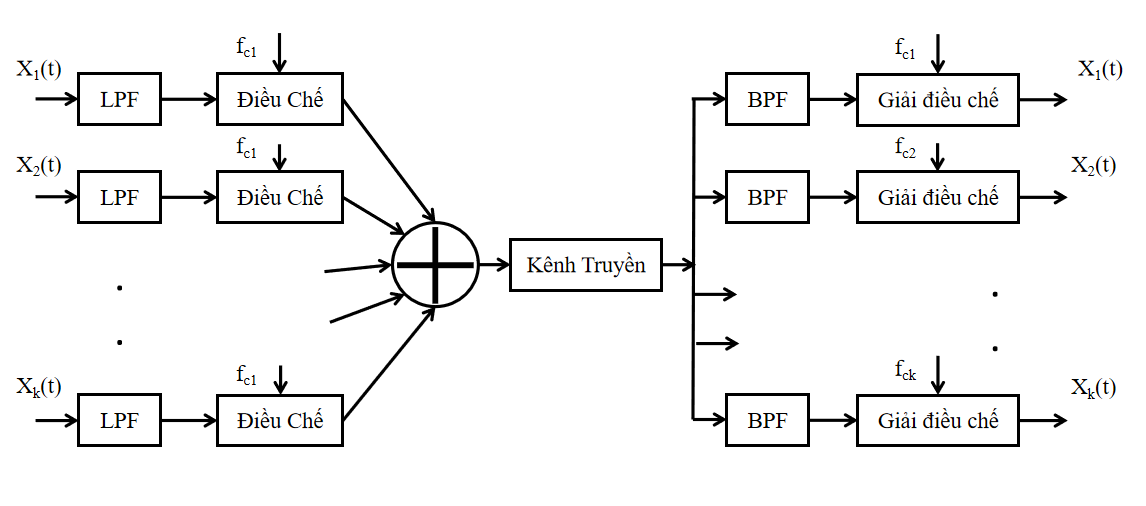 fc1
X1(t)
LPF
Điều Chế
fc1
X2(t)
LPF
Điều Chế
fc1
Xk(t)
LPF
Điều Chế
Kênh Truyền
fc1
X1(t)
BPF
Giải điều chế
fc2
X2(t)
BPF
Giải điều chế
fck
Xk(t)
BPF
Giải điều chế